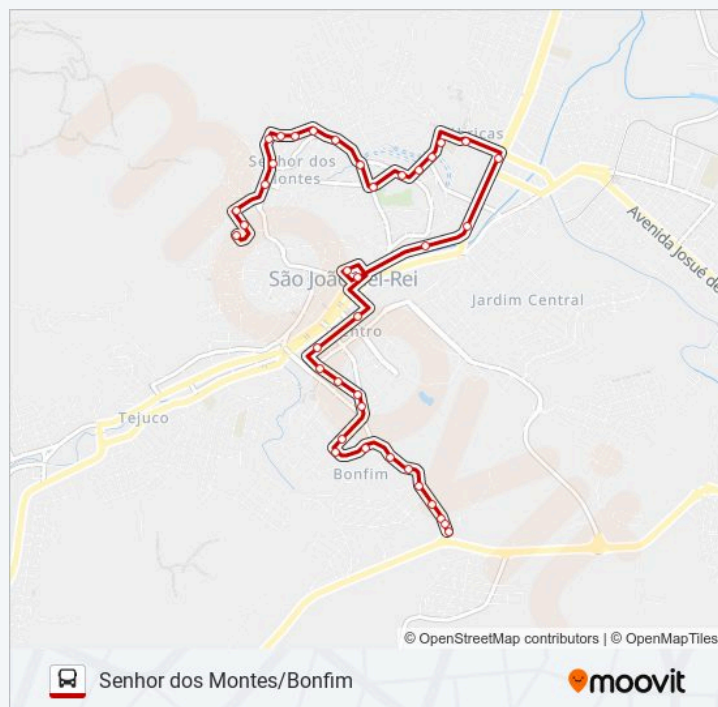 Fábricas
Senhor dos
Montes
Avenida Josué de
São João del-Rei
Jardim Central
Centro
Tejuco
Bonfim
© OpenStreetMap contributors | © OpenMapTiles
Senhor dos Montes/Bonfim
moovit